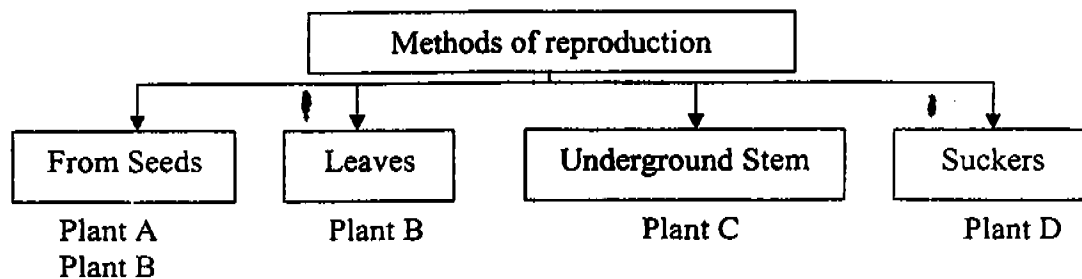 Methods of reproduction
From Seeds
Leaves
Underground Stem
Suckers
Plant A
Plant B
Plant B
Plant C
Plant D